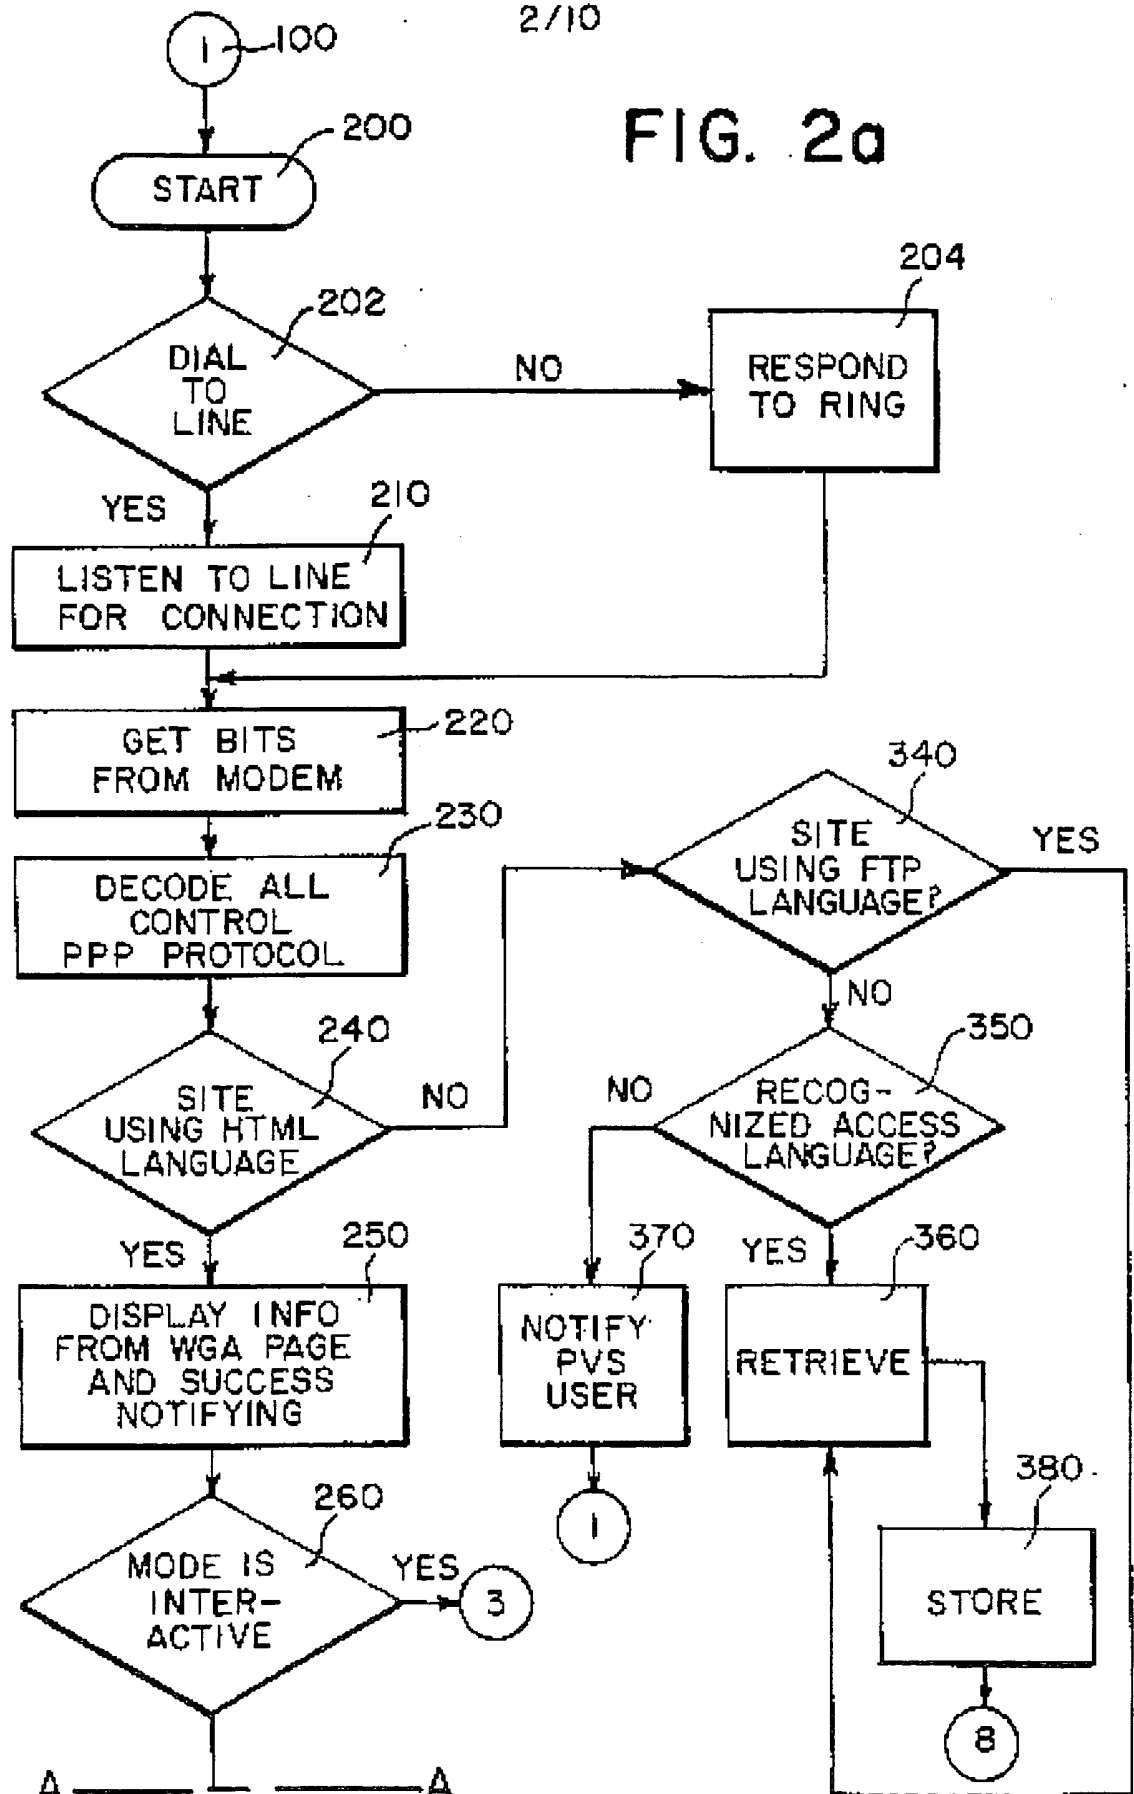 2/10
1
100
FIG. 2a
200
START
202
DIAL
TO
LINE
NO
204
RESPOND
TO RING
YES
210
LISTEN TO LINE
FOR CONNECTION
220
GET BITS
FROM MODEM
230
DECODE ALL
CONTROL
PPP PROTOCOL
240
SITE
USING HTML
LANGUAGE
NO
340
SITE
USING FTP
LANGUAGE?
YES
NO
350
RECOG-
NIZED ACCESS
LANGUAGE?
NO
YES
250
DISPLAY INFO
FROM WGA PAGE
AND SUCCESS
NOTIFYING
370
NOTIFY
PVS
USER
1
YES
360
RETRIEVE
380
STORE
8
260
MODE IS
INTER-
ACTIVE
YES
3
A
A